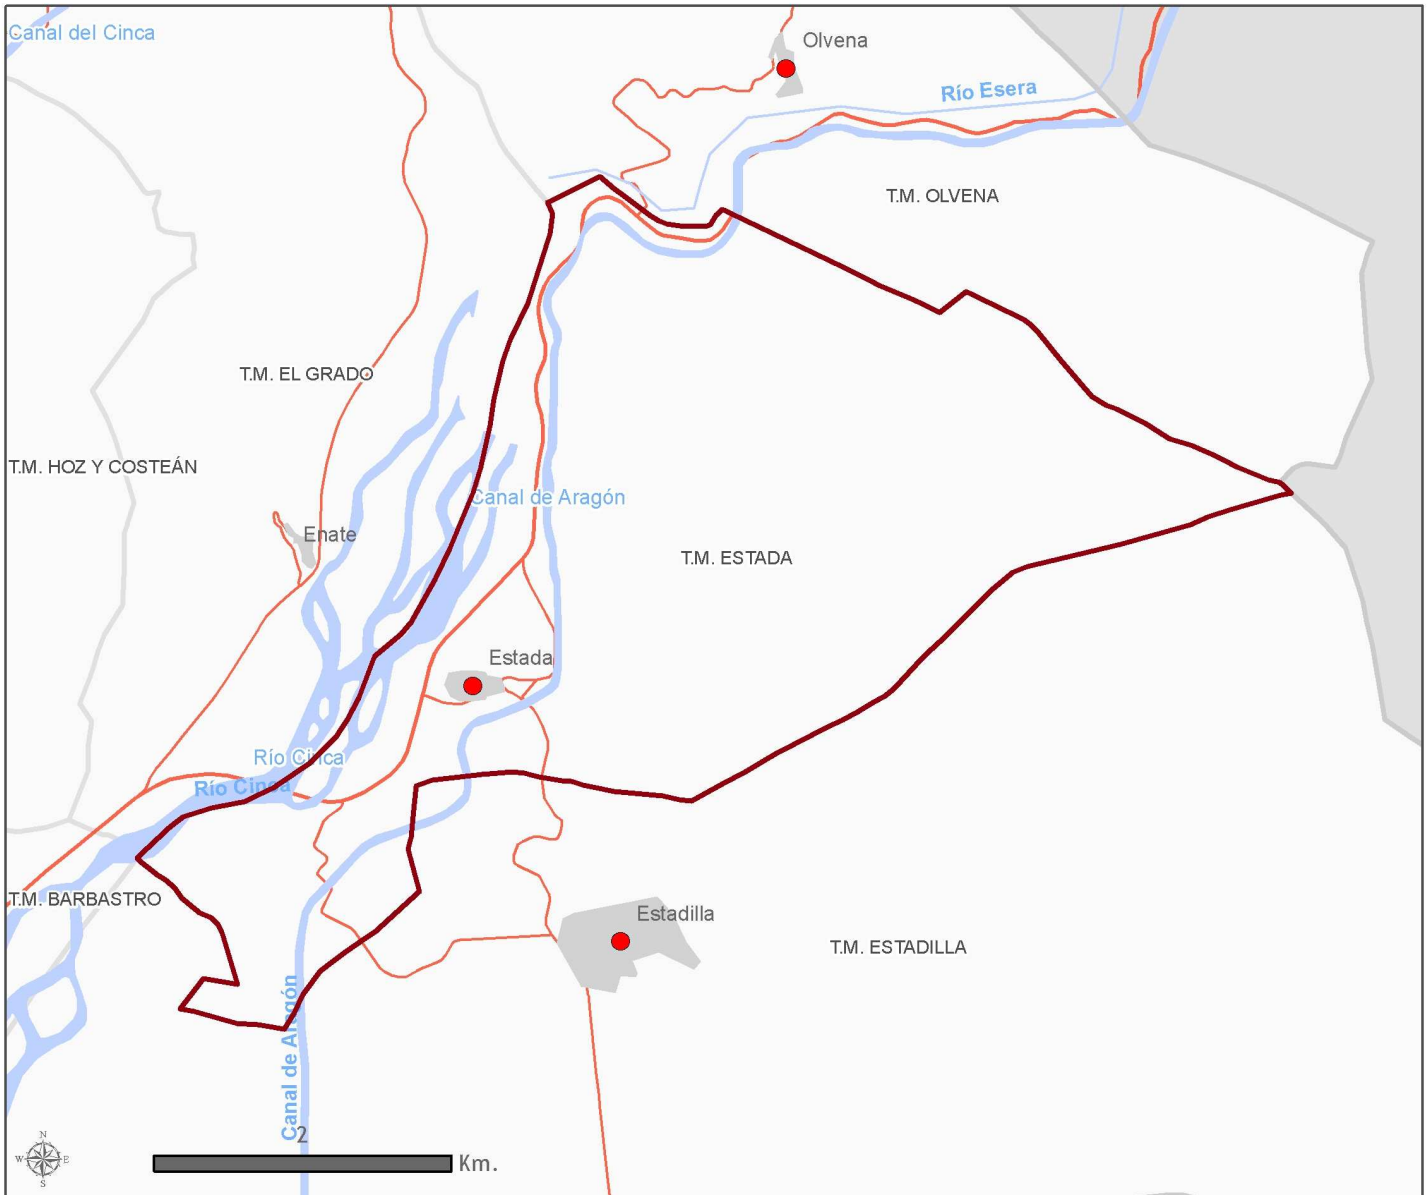 Canal del Cinca
Olvena
Río Esera
T.M. OLVENA
T.M. EL GRADO
T.M. HOZ Y COSTEÁN
Canal de Aragón
Enate
T.M. ESTADA
Estada
Río Cinca
Río Cinca
T.M. BARBASTRO
Estadilla
T.M. ESTADILLA
Canal de Aragón
2
Km.
N
W
E
S